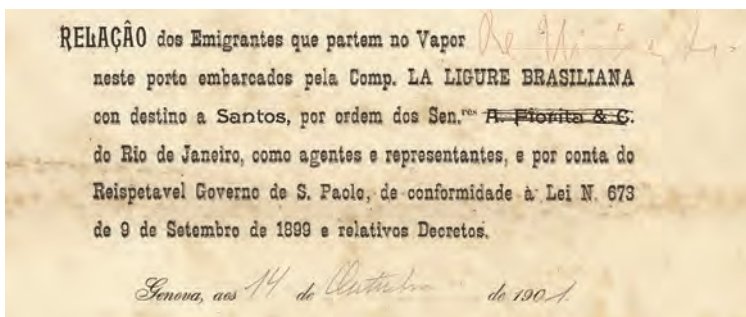 RELAÇÂO dos Emigrantes que partem no Vapor
neste porto embarcados pela Comp. LA LIGURE BRASILIANA
con destino a Santos, por ordem dos Sen.res A. Fiorita & C.
do Rio de Janeiro, como agentes e representantes, e por conta do
Reispetavel Governo de S. Paolo, de conformidade à Lei N. 673
de 9 de Setembro de 1899 e relativos Decretos.
Genova, aos 14 de Outubro de 1901.